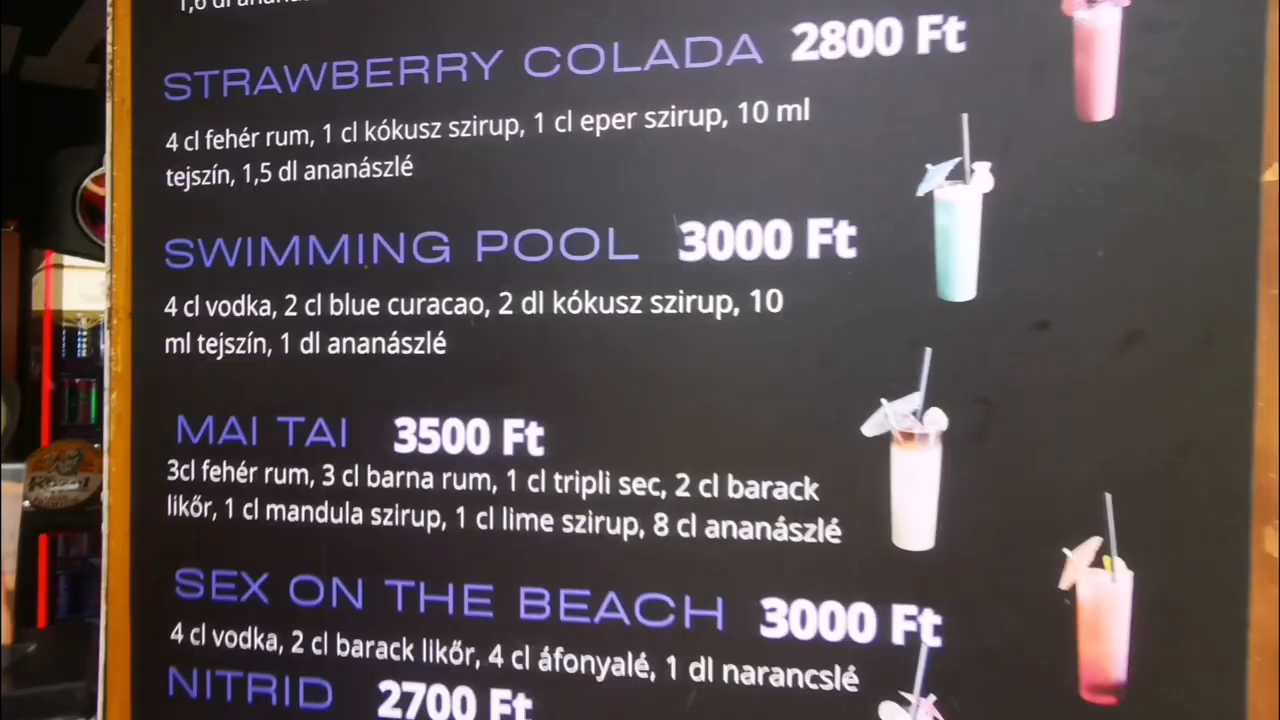 STRAWBERRY COLADA 2800 Ft
4 cl fehér rum, 1 cl kókusz szirup, 1 cl eper szirup, 10 ml
tejszín, 1,5 dl ananászlé
SWIMMING POOL 3000 Ft
4 cl vodka, 2 cl blue curacao, 2 dl kókusz szirup, 10
ml tejszín, 1 dl ananászlé
MAI TAI 3500 Ft
3cl fehér rum, 3 cl barna rum, 1 cl tripli sec, 2 cl barack
likőr, 1 cl mandula szirup, 1 cl lime szirup, 8 cl ananászlé
SEX ON THE BEACH 3000 Ft
4 cl vodka, 2 cl barack likőr, 4 cl áfonyalé, 1 dl narancslé
NITRID 2700 Ft